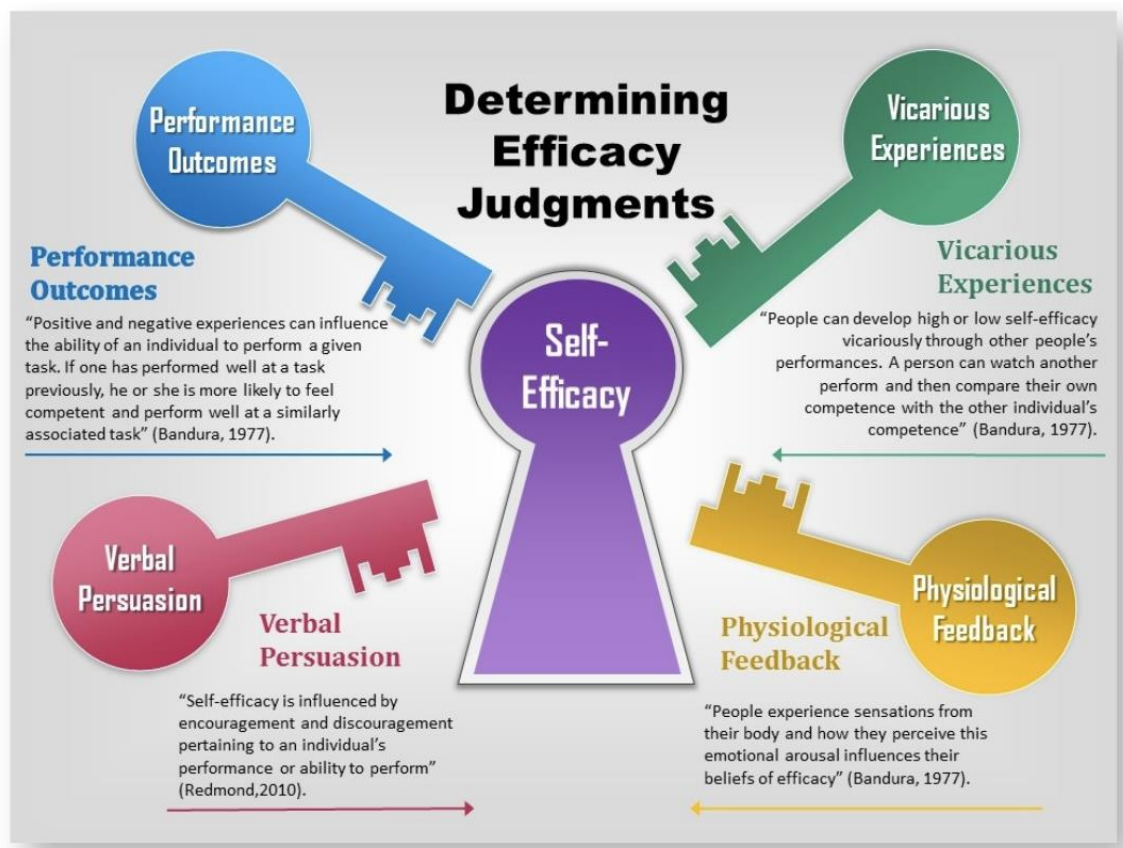 Determining
Efficacy
Judgments
Performance
Outcomes
Performance
Outcomes
“Positive and negative experiences can influence
the ability of an individual to perform a given
task. If one has performed well at a task
previously, he or she is more likely to feel
competent and perform well at a similarly
associated task” (Bandura, 1977).
Vicarious
Experiences
Vicarious
Experiences
“People can develop high or low self-efficacy
vicariously through other people’s
performances. A person can watch another
perform and then compare their own
competence with the other individual’s
competence” (Bandura, 1977).
Self-
Efficacy
Verbal
Persuasion
Verbal
Persuasion
“Self-efficacy is influenced by
encouragement and discouragement
pertaining to an individual’s
performance or ability to perform”
(Redmond,2010).
Physiological
Feedback
Physiological
Feedback
“People experience sensations from
their body and how they perceive this
emotional arousal influences their
beliefs of efficacy” (Bandura, 1977).